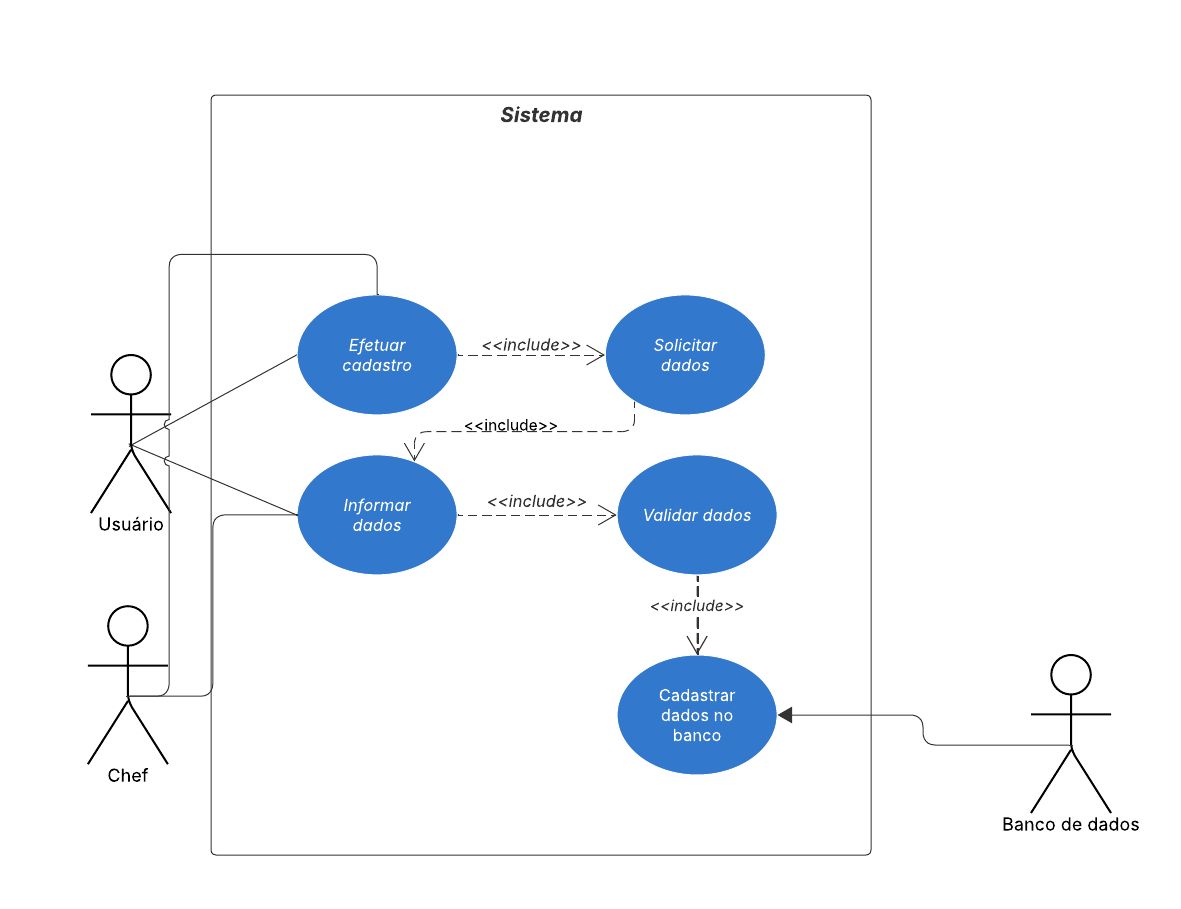 Sistema
Efetuar
cadastro
<<include>>
Solicitar
dados
<<include>>
Informar
dados
<<include>>
Validar dados
Usuário
<<include>>
Cadastrar
dados no
banco
Chef
Banco de dados